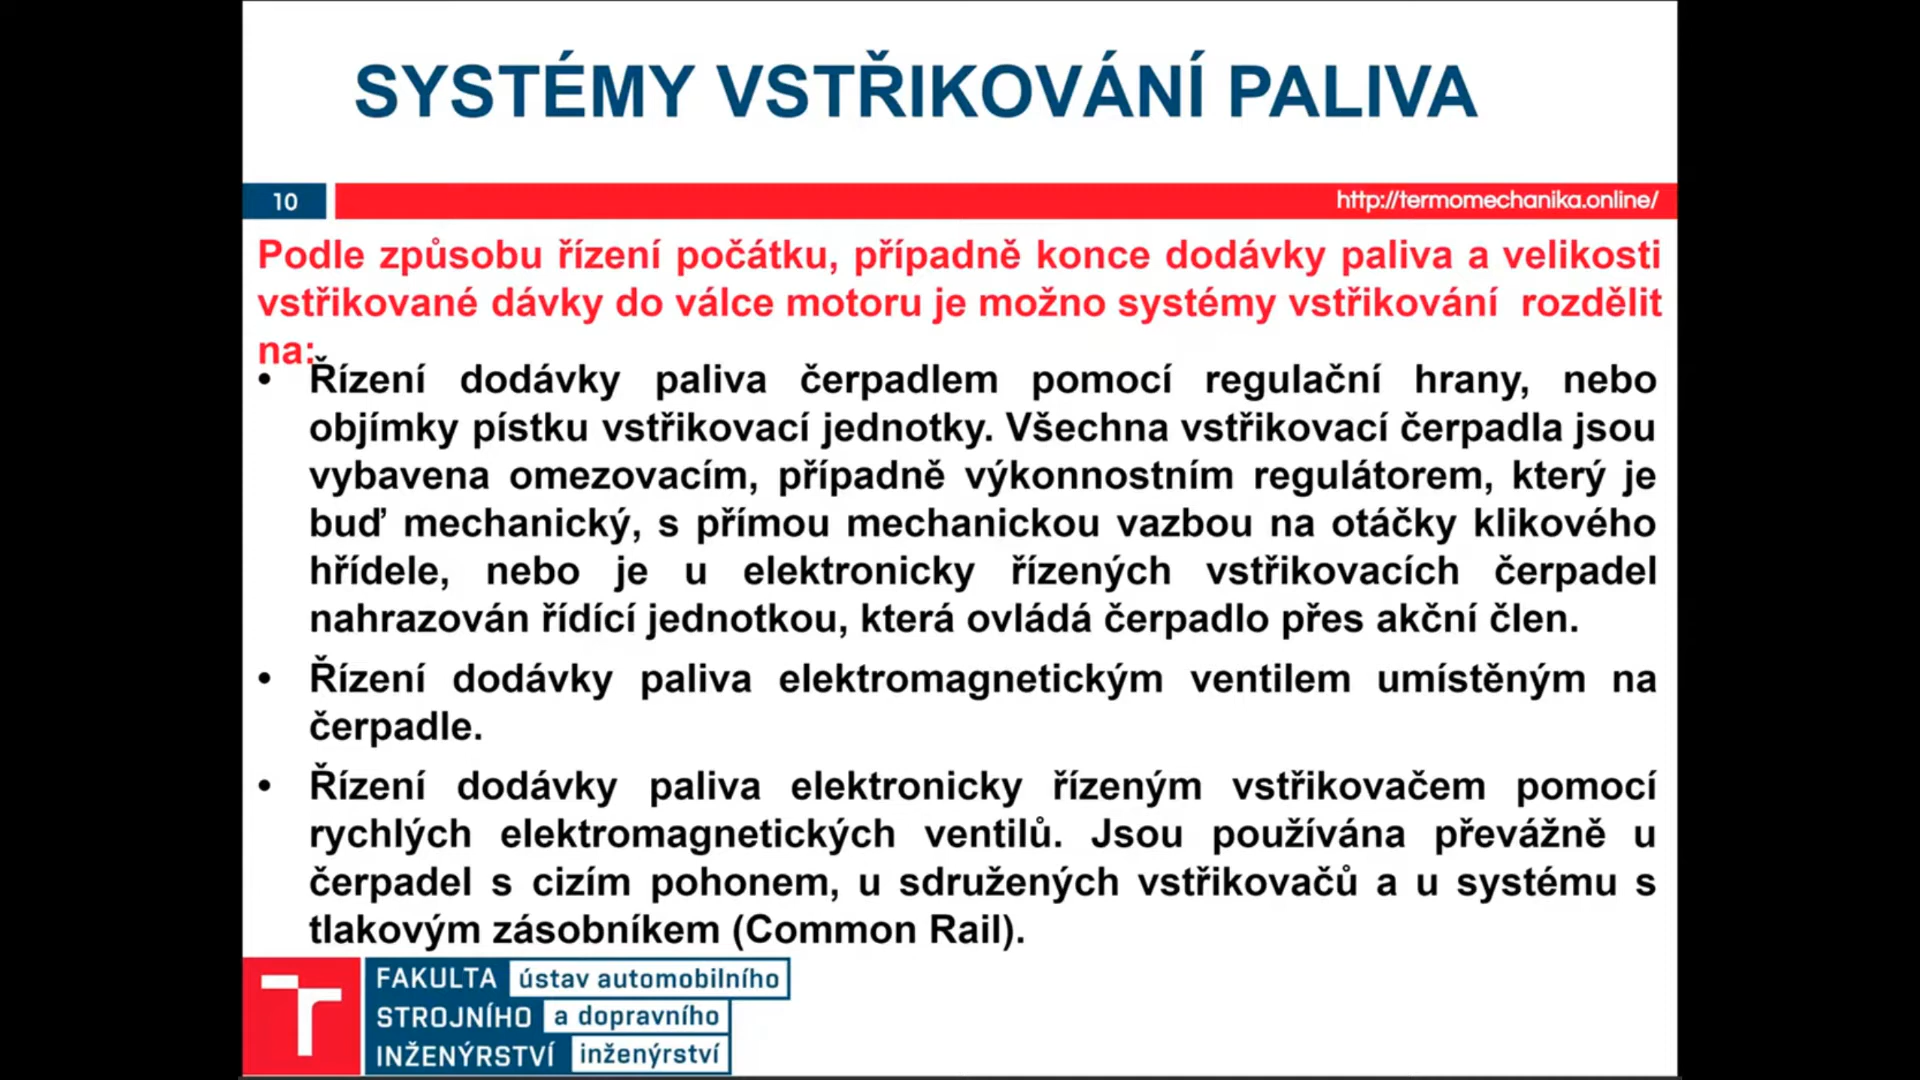 SYSTÉMY VSTŘIKOVÁNÍ PALIVA
10
http://termomechanika.online/
Podle způsobu řízení počátku, případně konce dodávky paliva a velikosti
vstřikované dávky do válce motoru je možno systémy vstřikování rozdělit
na:
• Řízení dodávky paliva čerpadlem pomocí regulační hrany, nebo
objímky pístku vstřikovací jednotky. Všechna vstřikovací čerpadla jsou
vybavena omezovacím, případně výkonnostním regulátorem, který je
buď mechanický, s přímou mechanickou vazbou na otáčky klikového
hřídele, nebo je u elektronicky řízených vstřikovacích čerpadel
nahrazován řídící jednotkou, která ovládá čerpadlo přes akční člen.
• Řízení dodávky paliva elektromagnetickým ventilem umístěným na
čerpadle.
• Řízení dodávky paliva elektronicky řízeným vstřikovačem pomocí
rychlých elektromagnetických ventilů. Jsou používána převážně u
čerpadel s cizím pohonem, u sdružených vstřikovačů a u systému s
tlakovým zásobníkem (Common Rail).
FAKULTA ústav automobilního
STROJNÍHO a dopravního
INŽENÝRSTVÍ inženýrství